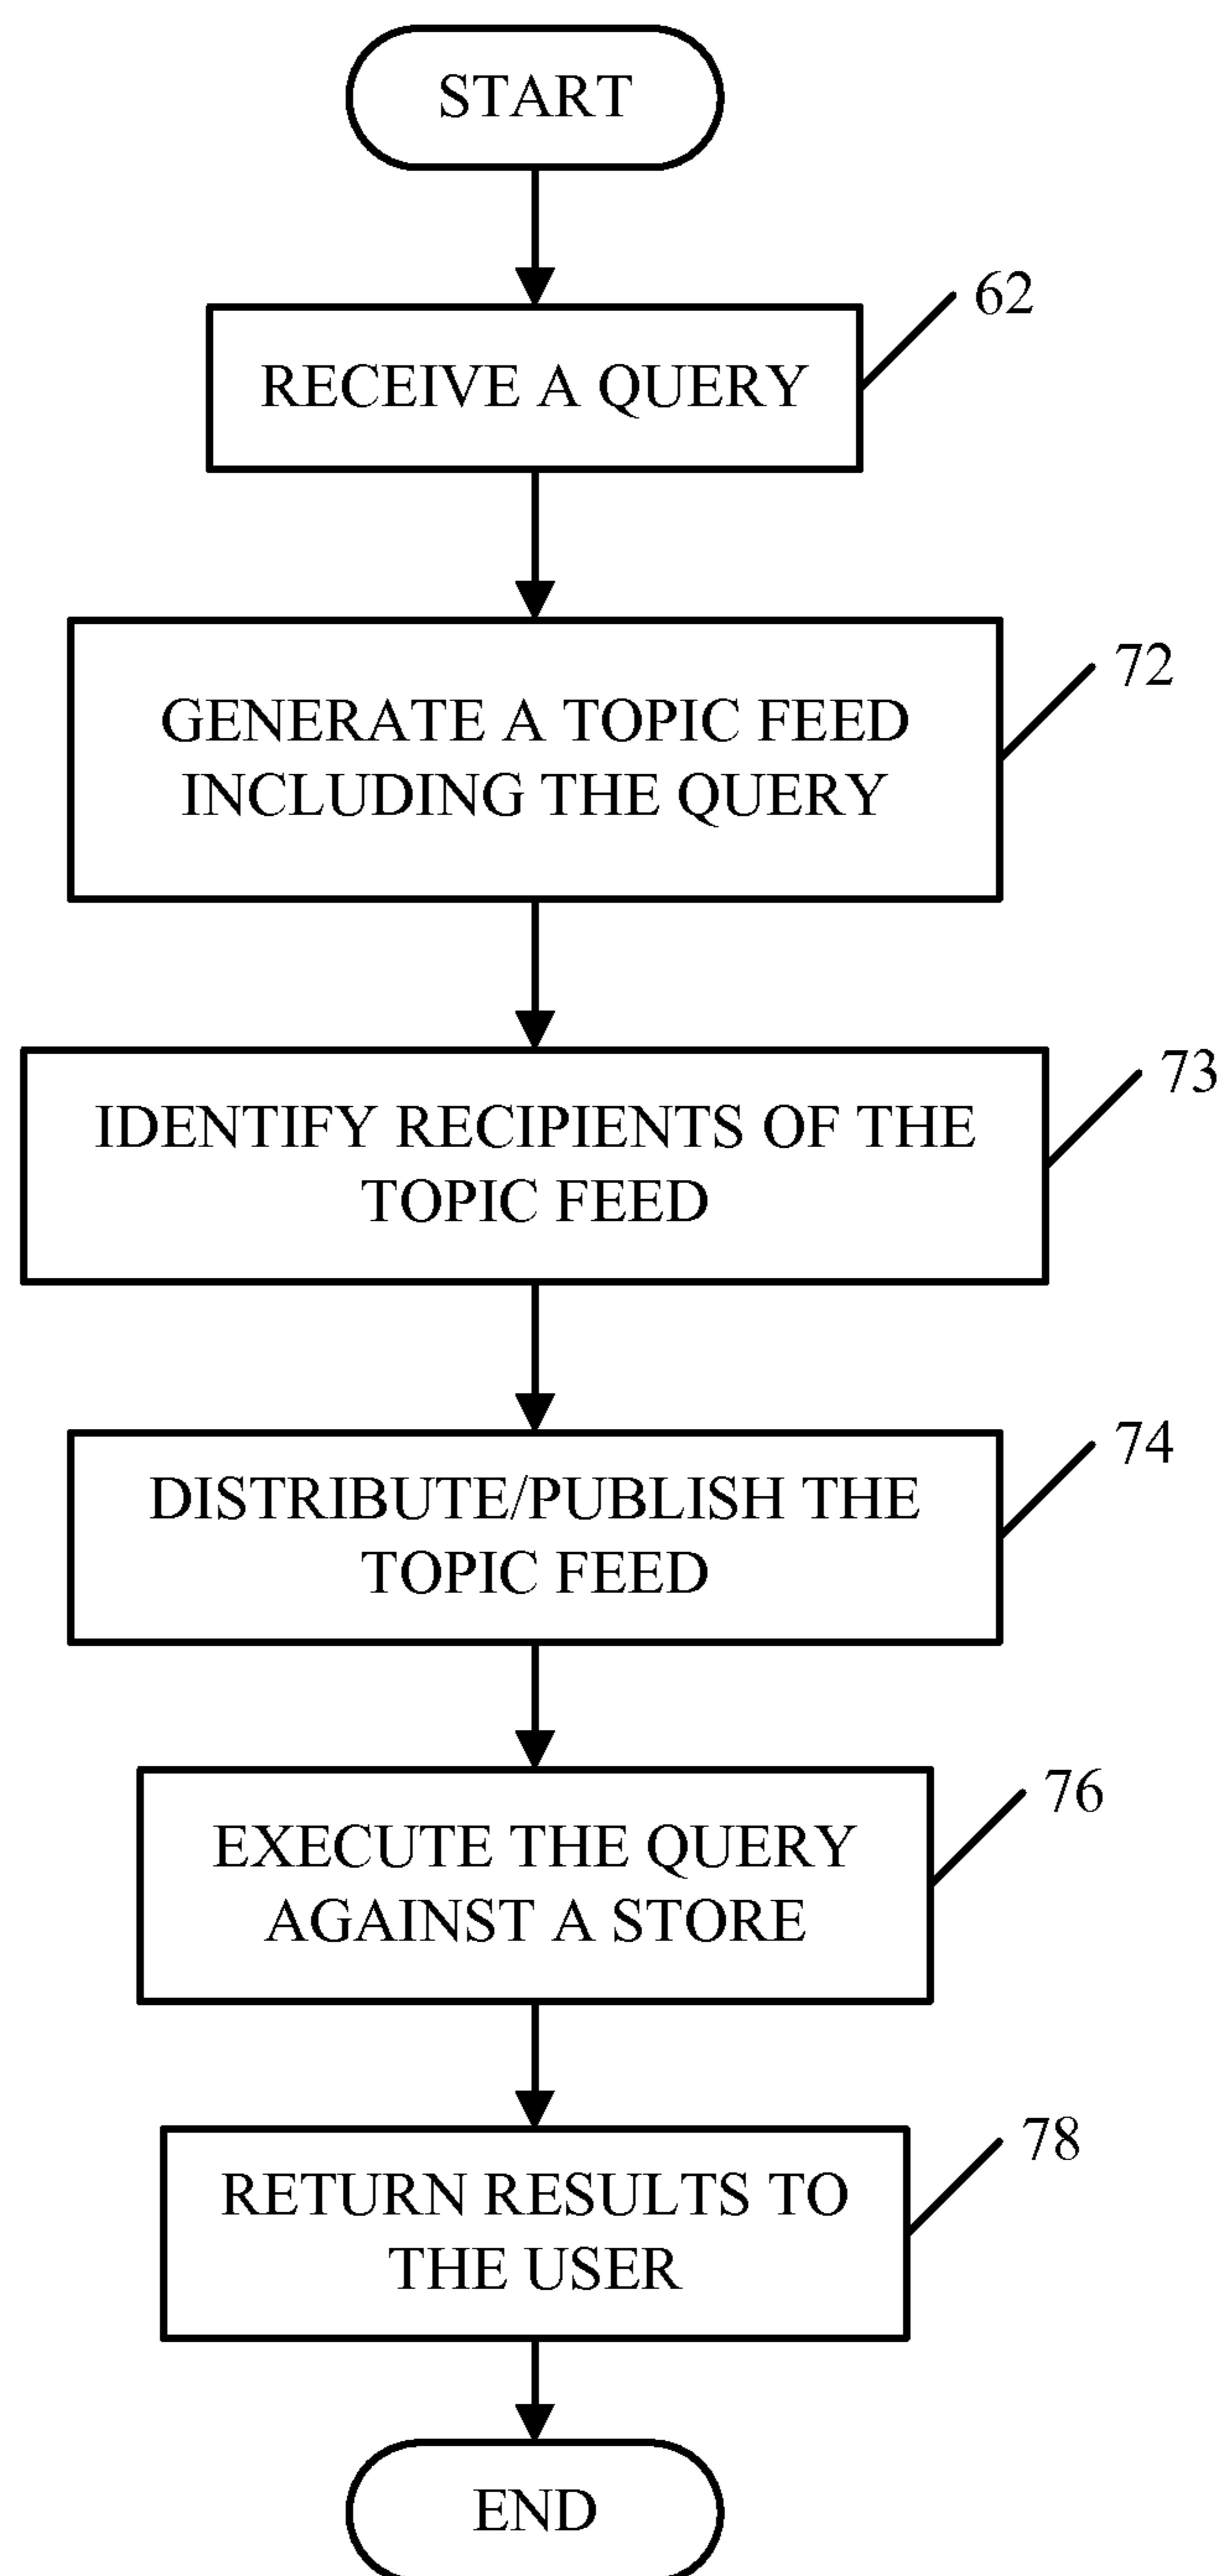 START
62
RECEIVE A QUERY
72
GENERATE A TOPIC FEED
INCLUDING THE QUERY
73
IDENTIFY RECIPIENTS OF THE
TOPIC FEED
74
DISTRIBUTE/PUBLISH THE
TOPIC FEED
76
EXECUTE THE QUERY
AGAINST A STORE
78
RETURN RESULTS TO
THE USER
END